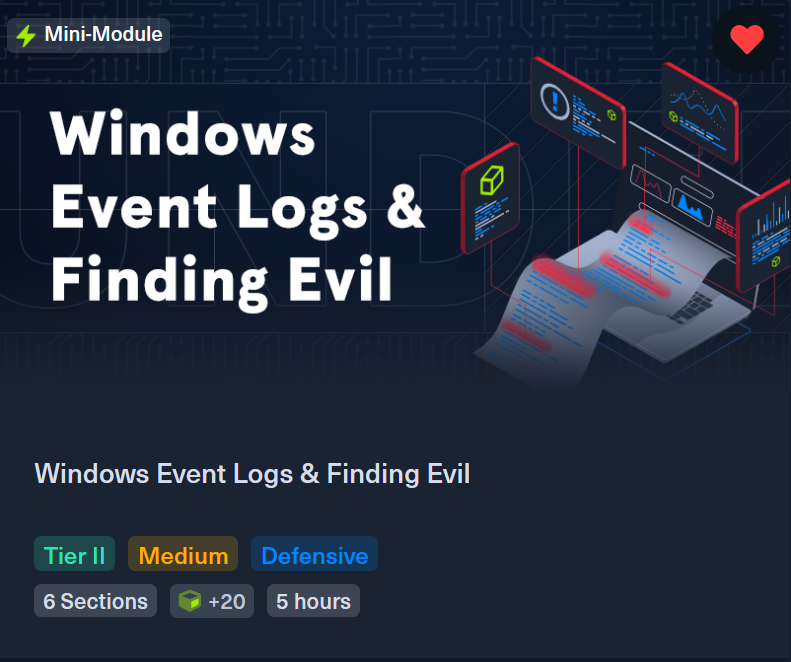 Mini-Module
Windows
Event Logs &
Finding Evil
Windows Event Logs & Finding Evil
Tier II
Medium
Defensive
6 Sections
+20
5 hours